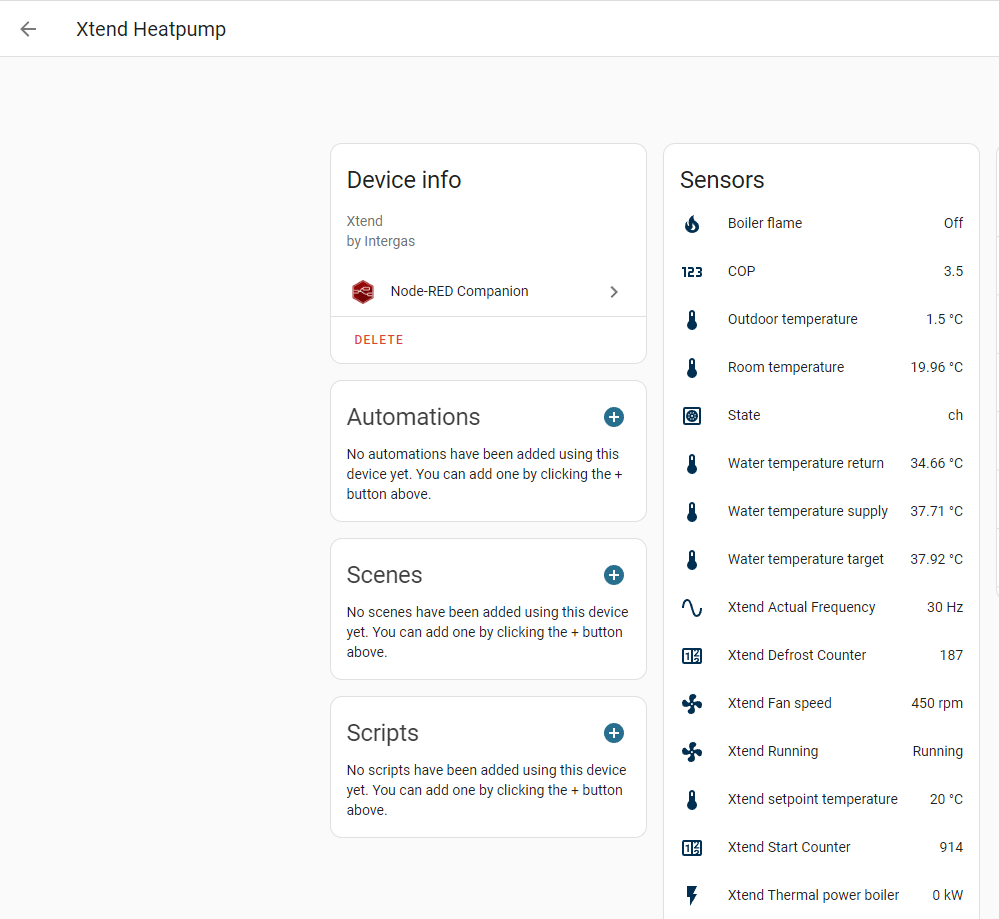 Xtend Heatpump
Device info
Xtend
by Intergas
Node-RED Companion
DELETE
Automations
No automations have been added using this
device yet. You can add one by clicking the +
button above.
Scenes
No scenes have been added using this device
yet. You can add one by clicking the + button
above.
Scripts
No scripts have been added using this device
yet. You can add one by clicking the + button
above.
Sensors
Boiler flame Off
123 COP 3.5
Outdoor temperature 1.5 °C
Room temperature 19.96 °C
State ch
Water temperature return 34.66 °C
Water temperature supply 37.71 °C
Water temperature target 37.92 °C
Xtend Actual Frequency 30 Hz
Xtend Defrost Counter 187
Xtend Fan speed 450 rpm
Xtend Running Running
Xtend setpoint temperature 20 °C
Xtend Start Counter 914
Xtend Thermal power boiler 0 kW